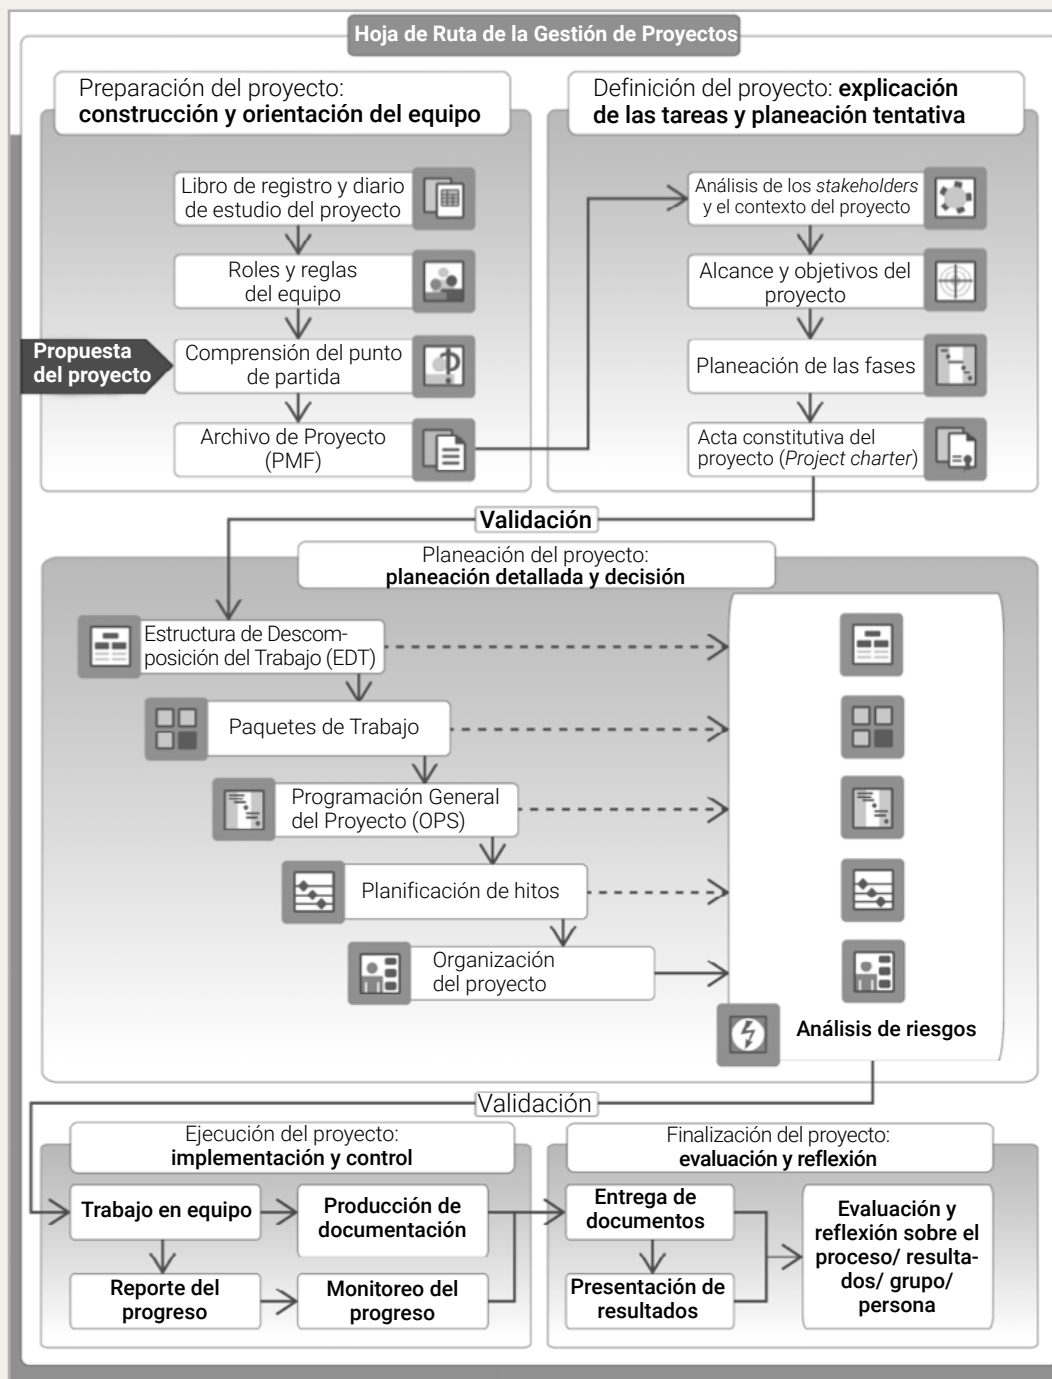 Hoja de Ruta de la Gestión de Proyectos
Preparación del proyecto:
construcción y orientación del equipo
Libro de registro y diario
de estudio del proyecto
Roles y reglas
del equipo
Propuesta
del proyecto
Comprensión del punto
de partida
Archivo de Proyecto
(PMF)
Definición del proyecto: explicación
de las tareas y planeación tentativa
Análisis de los stakeholders
y el contexto del proyecto
Alcance y objetivos del
proyecto
Planeación de las fases
Acta constitutiva del
proyecto (Project charter)
Validación
Planeación del proyecto:
planeación detallada y decisión
Estructura de Descom-
posición del Trabajo (EDT)
Paquetes de Trabajo
Programación General
del Proyecto (OPS)
Planificación de hitos
Organización
del proyecto
Análisis de riesgos
Validación
Ejecución del proyecto:
implementación y control
Trabajo en equipo
Producción de
documentación
Reporte del
progreso
Monitoreo del
progreso
Finalización del proyecto:
evaluación y reflexión
Entrega de
documentos
Presentación de
resultados
Evaluación y
reflexión sobre el
proceso/ resulta-
dos/ grupo/
persona